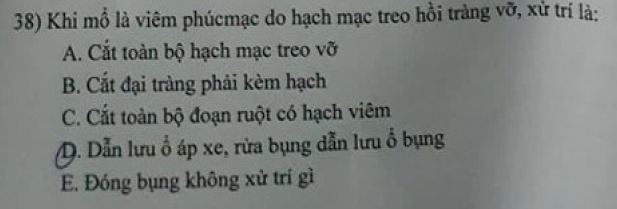 38) Khi mổ là viêm phúcmạc do hạch mạc treo hồi tràng vỡ, xử trí là:
A. Cắt toàn bộ hạch mạc treo vỡ
B. Cắt đại tràng phải kèm hạch
C. Cắt toàn bộ đoạn ruột có hạch viêm
D. Dẫn lưu ổ áp xe, rửa bụng dẫn lưu ổ bụng
E. Đóng bụng không xử trí gì